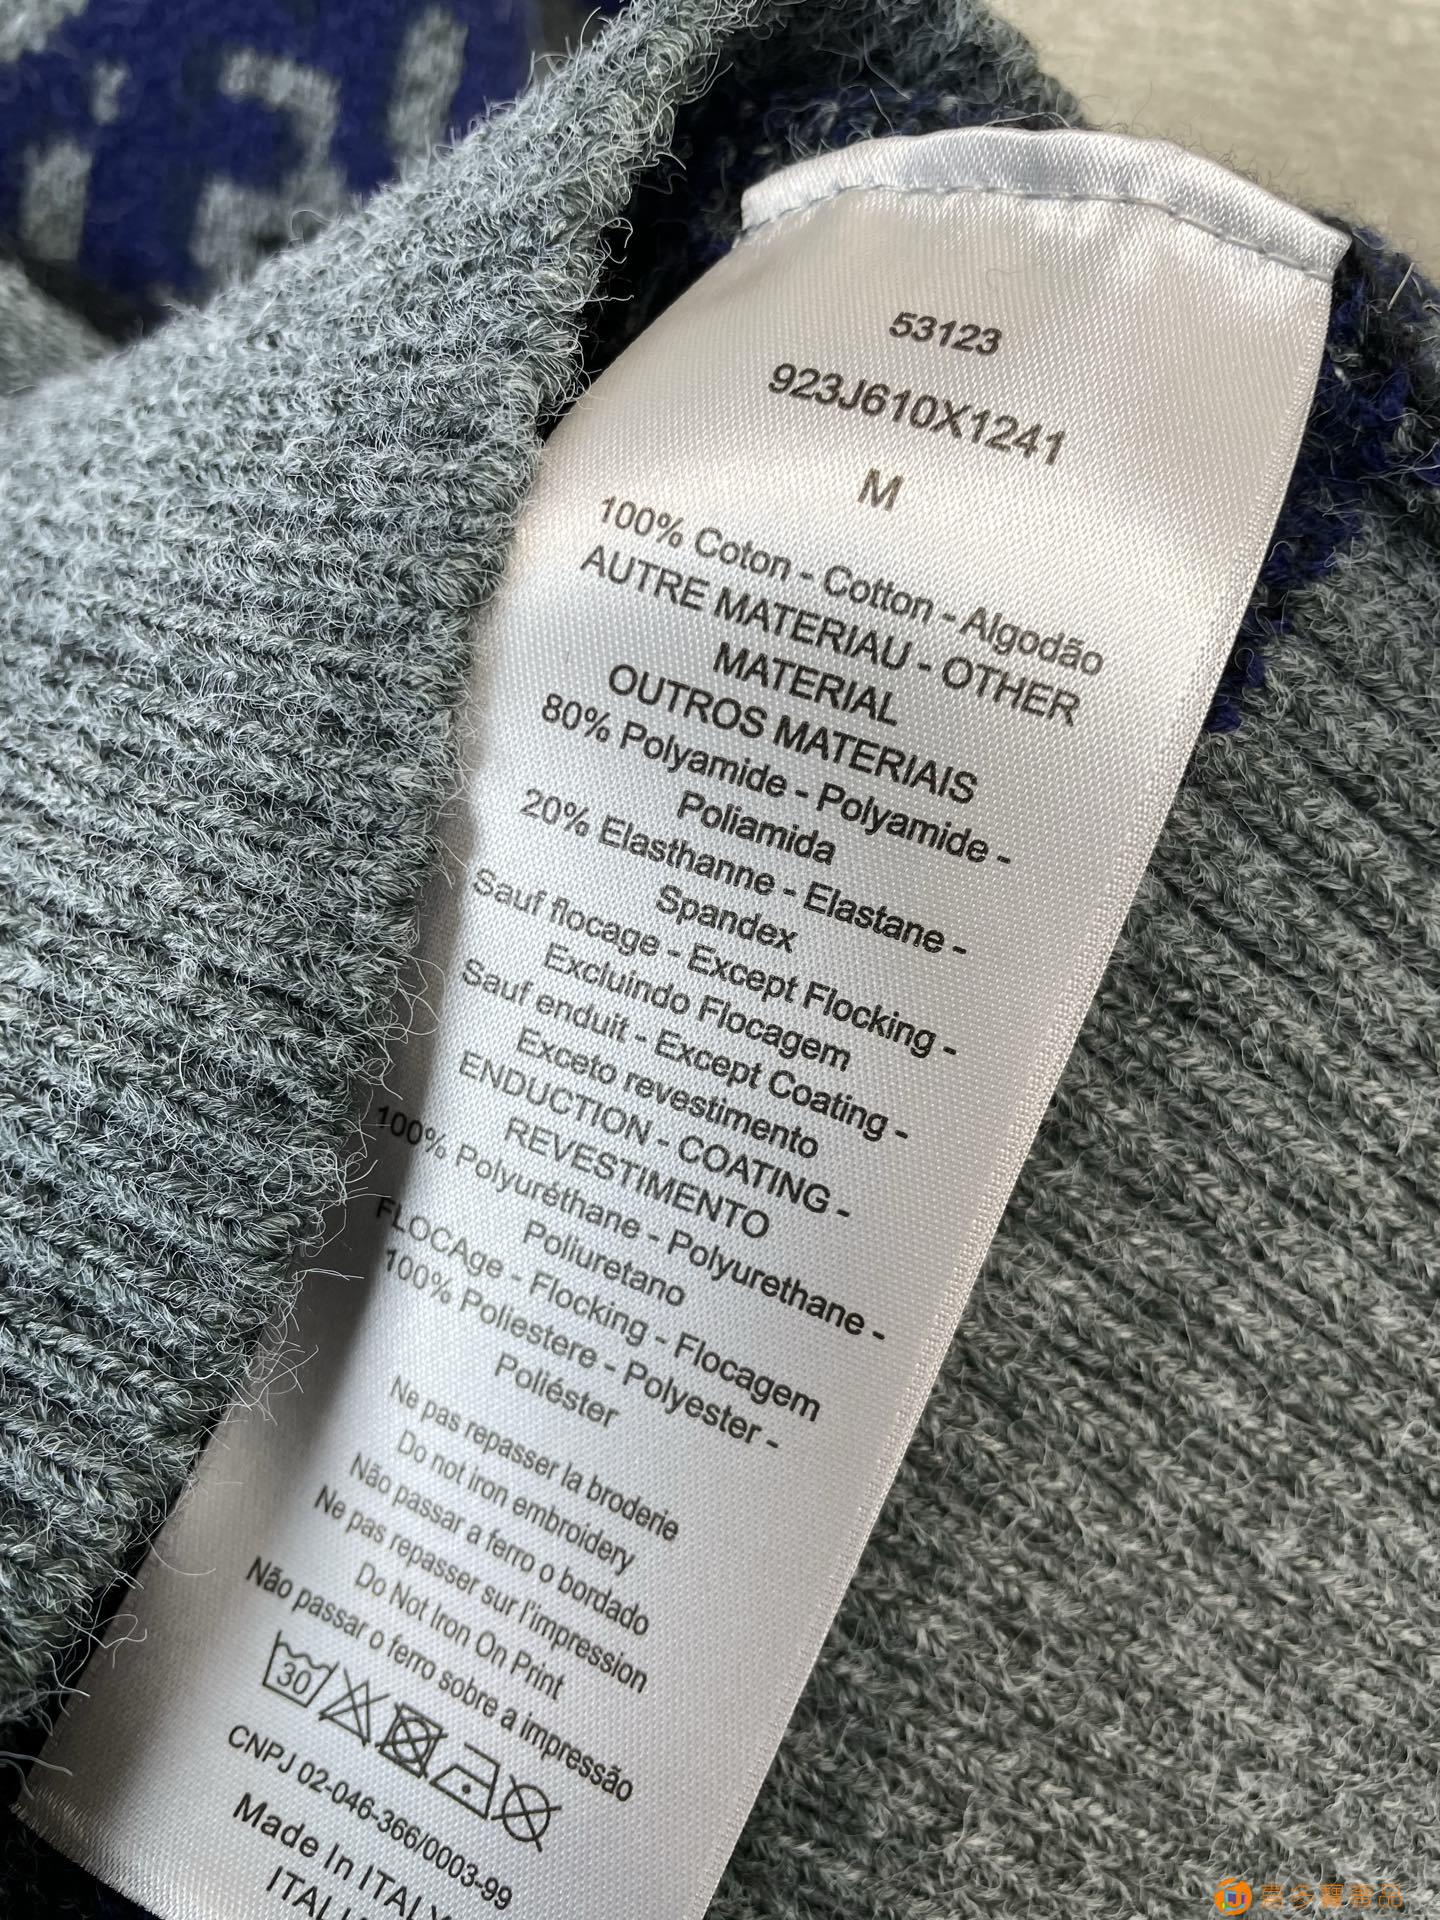 53123
923J610X1241
M
100% Coton - Cotton - Algodão
AUTRE MATERIAU - OTHER
MATERIAL
OUTROS MATERIAIS
80% Polyamide - Polyamide -
Poliamida
20% Elasthanne - Elastane -
Spandex
Sauf flocage - Except Flocking -
Excluindo Flocagem
Sauf enduit - Except Coating -
Exceto revestimento
ENDUCTION - COATING -
REVESTIMENTO
100% Polyuréthane - Polyurethane -
Poliuretano
FLOCAge - Flocking - Flocagem
100% Poliestere - Polyester -
Poliéster
Ne pas repasser la broderie
Do not iron embroidery
Não passar a ferro o bordado
Ne pas repasser sur l'impression
Do Not Iron On Print
Não passar o ferro sobre a impressão
30
CNPJ 02-046-366/0003-99
Made In ITALY